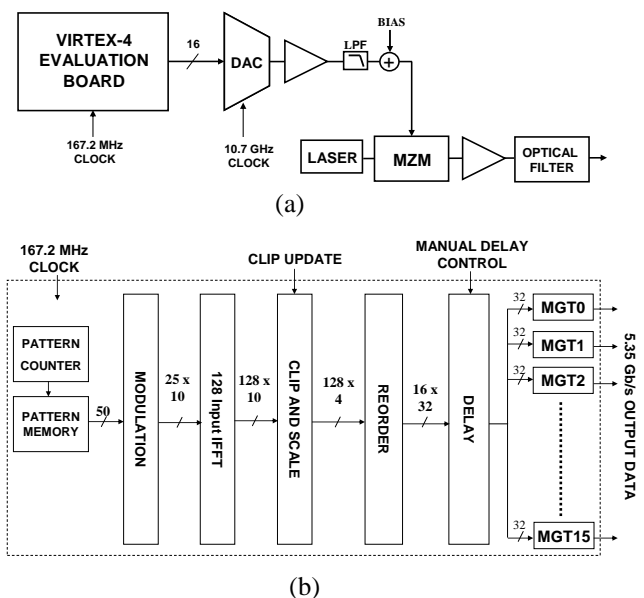 VIRTEX-4
EVALUATION
BOARD
16
DAC
LPF
BIAS
+
167.2 MHz
CLOCK
10.7 GHz
CLOCK
LASER
MZM
OPTICAL
FILTER
(a)
167.2 MHz
CLOCK
CLIP UPDATE
MANUAL DELAY
CONTROL
PATTERN
COUNTER
PATTERN
MEMORY
50
MODULATION
25 x
10
128 Input IFFT
128 x
10
CLIP AND SCALE
128 x
4
REORDER
16 x
32
DELAY
32
MGT0
32
MGT1
32
MGT2
32
MGT15
5.35 Gb/s OUTPUT DATA
(b)